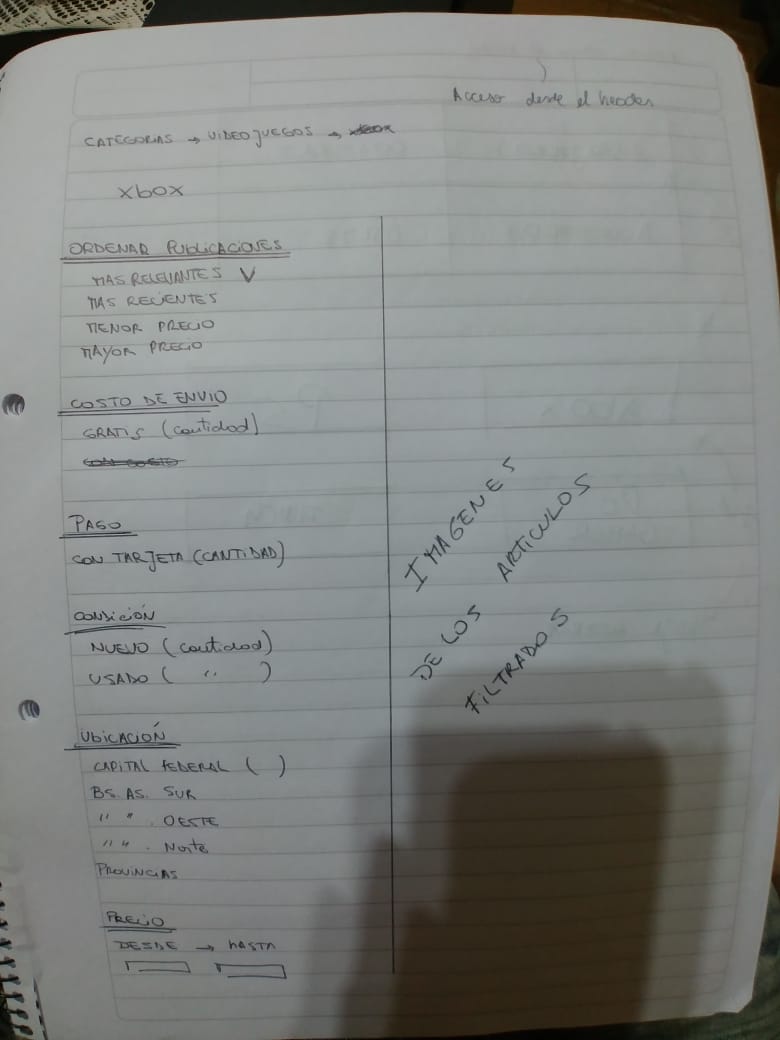 Acceso desde el header
CATEGORIAS → VIDEOJUEGOS → xbox
xbox
ORDENAR PUBLICACIONES
MAS RELEVANTES V
MAS RECIENTES
MENOR PRECIO
MAYOR PRECIO
COSTO DE ENVIO
GRATIS (cantidad)
CON COSTO
PAGO
CON TARJETA (CANTIDAD)
CONDICIÓN
NUEVO (cantidad)
USADO ( " )
UBICACIÓN
CAPITAL FEDERAL ( )
BS. AS. SUR
" " . OESTE
" " . Norte
PROVINCIAS
PRECIO
DESDE → HASTA
IMAGENES
DE LOS ARTICULOS
FILTRADOS